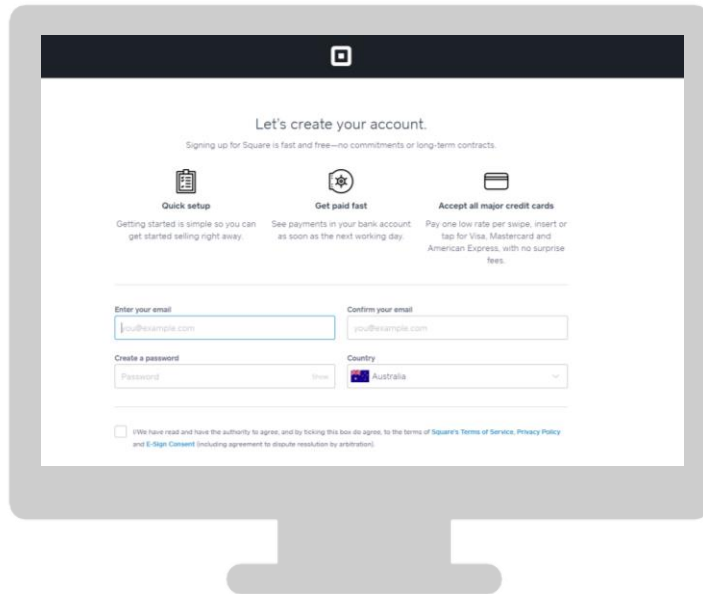 Let's create your account.
Signing up for Square is fast and free—no commitments or long-term contracts.
Quick setup
Getting started is simple so you can
get started selling right away.
Get paid fast
See payments in your bank account
as soon as the next working day.
Accept all major credit cards
Pay one low rate per swipe, insert or
tap for Visa, Mastercard and
American Express, with no surprise
fees.
Enter your email
you@example.com
Confirm your email
you@example.com
Create a password
Password
Show
Country
Australia
I/We have read and have the authority to agree, and by ticking this box do agree, to the terms of Square's Terms of Service, Privacy Policy
and E-Sign Consent (including agreement to dispute resolution by arbitration).